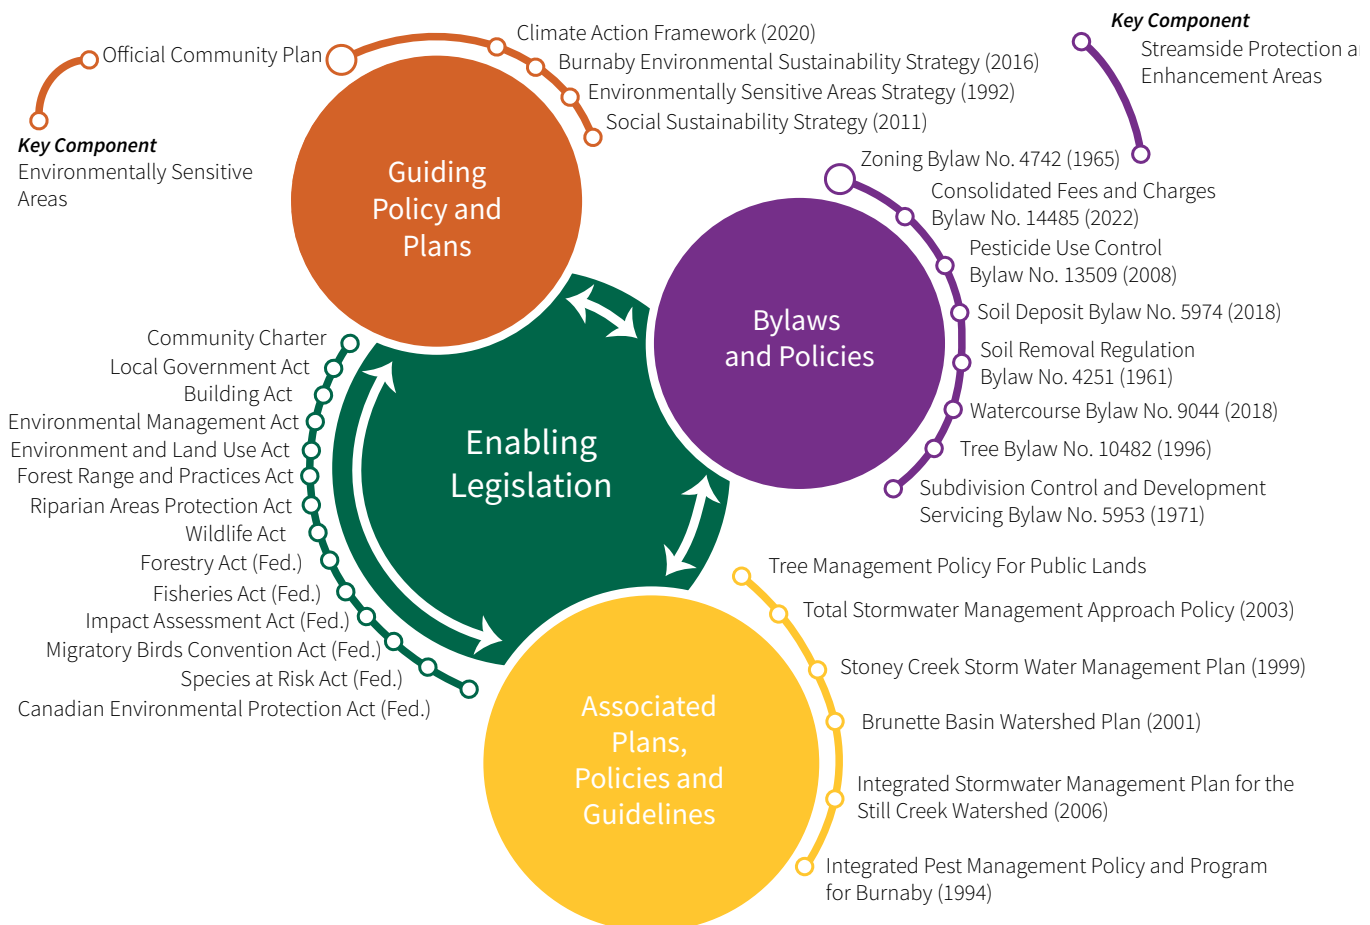 Official Community Plan
Key Component
Environmentally Sensitive
Areas
Climate Action Framework (2020)
Burnaby Environmental Sustainability Strategy (2016)
Environmentally Sensitive Areas Strategy (1992)
Social Sustainability Strategy (2011)
Guiding
Policy and
Plans
Key Component
Streamside Protection
Enhancement Areas
Zoning Bylaw No. 4742 (1965)
Consolidated Fees and Charges
Bylaw No. 14485 (2022)
Pesticide Use Control
Bylaw No. 13509 (2008)
Soil Deposit Bylaw No. 5974 (2018)
Soil Removal Regulation
Bylaw No. 4251 (1961)
Watercourse Bylaw No. 9044 (2018)
Tree Bylaw No. 10482 (1996)
Subdivision Control and Development
Servicing Bylaw No. 5953 (1971)
Bylaws
and Policies
Community Charter
Local Government Act
Building Act
Environmental Management Act
Environment and Land Use Act
Forest Range and Practices Act
Riparian Areas Protection Act
Wildlife Act
Forestry Act (Fed.)
Fisheries Act (Fed.)
Impact Assessment Act (Fed.)
Migratory Birds Convention Act (Fed.)
Species at Risk Act (Fed.)
Canadian Environmental Protection Act (Fed.)
Enabling
Legislation
Tree Management Policy For Public Lands
Total Stormwater Management Approach Policy (2003)
Stoney Creek Storm Water Management Plan (1999)
Brunette Basin Watershed Plan (2001)
Integrated Stormwater Management Plan for the
Still Creek Watershed (2006)
Integrated Pest Management Policy and Program
for Burnaby (1994)
Associated
Plans,
Policies and
Guidelines